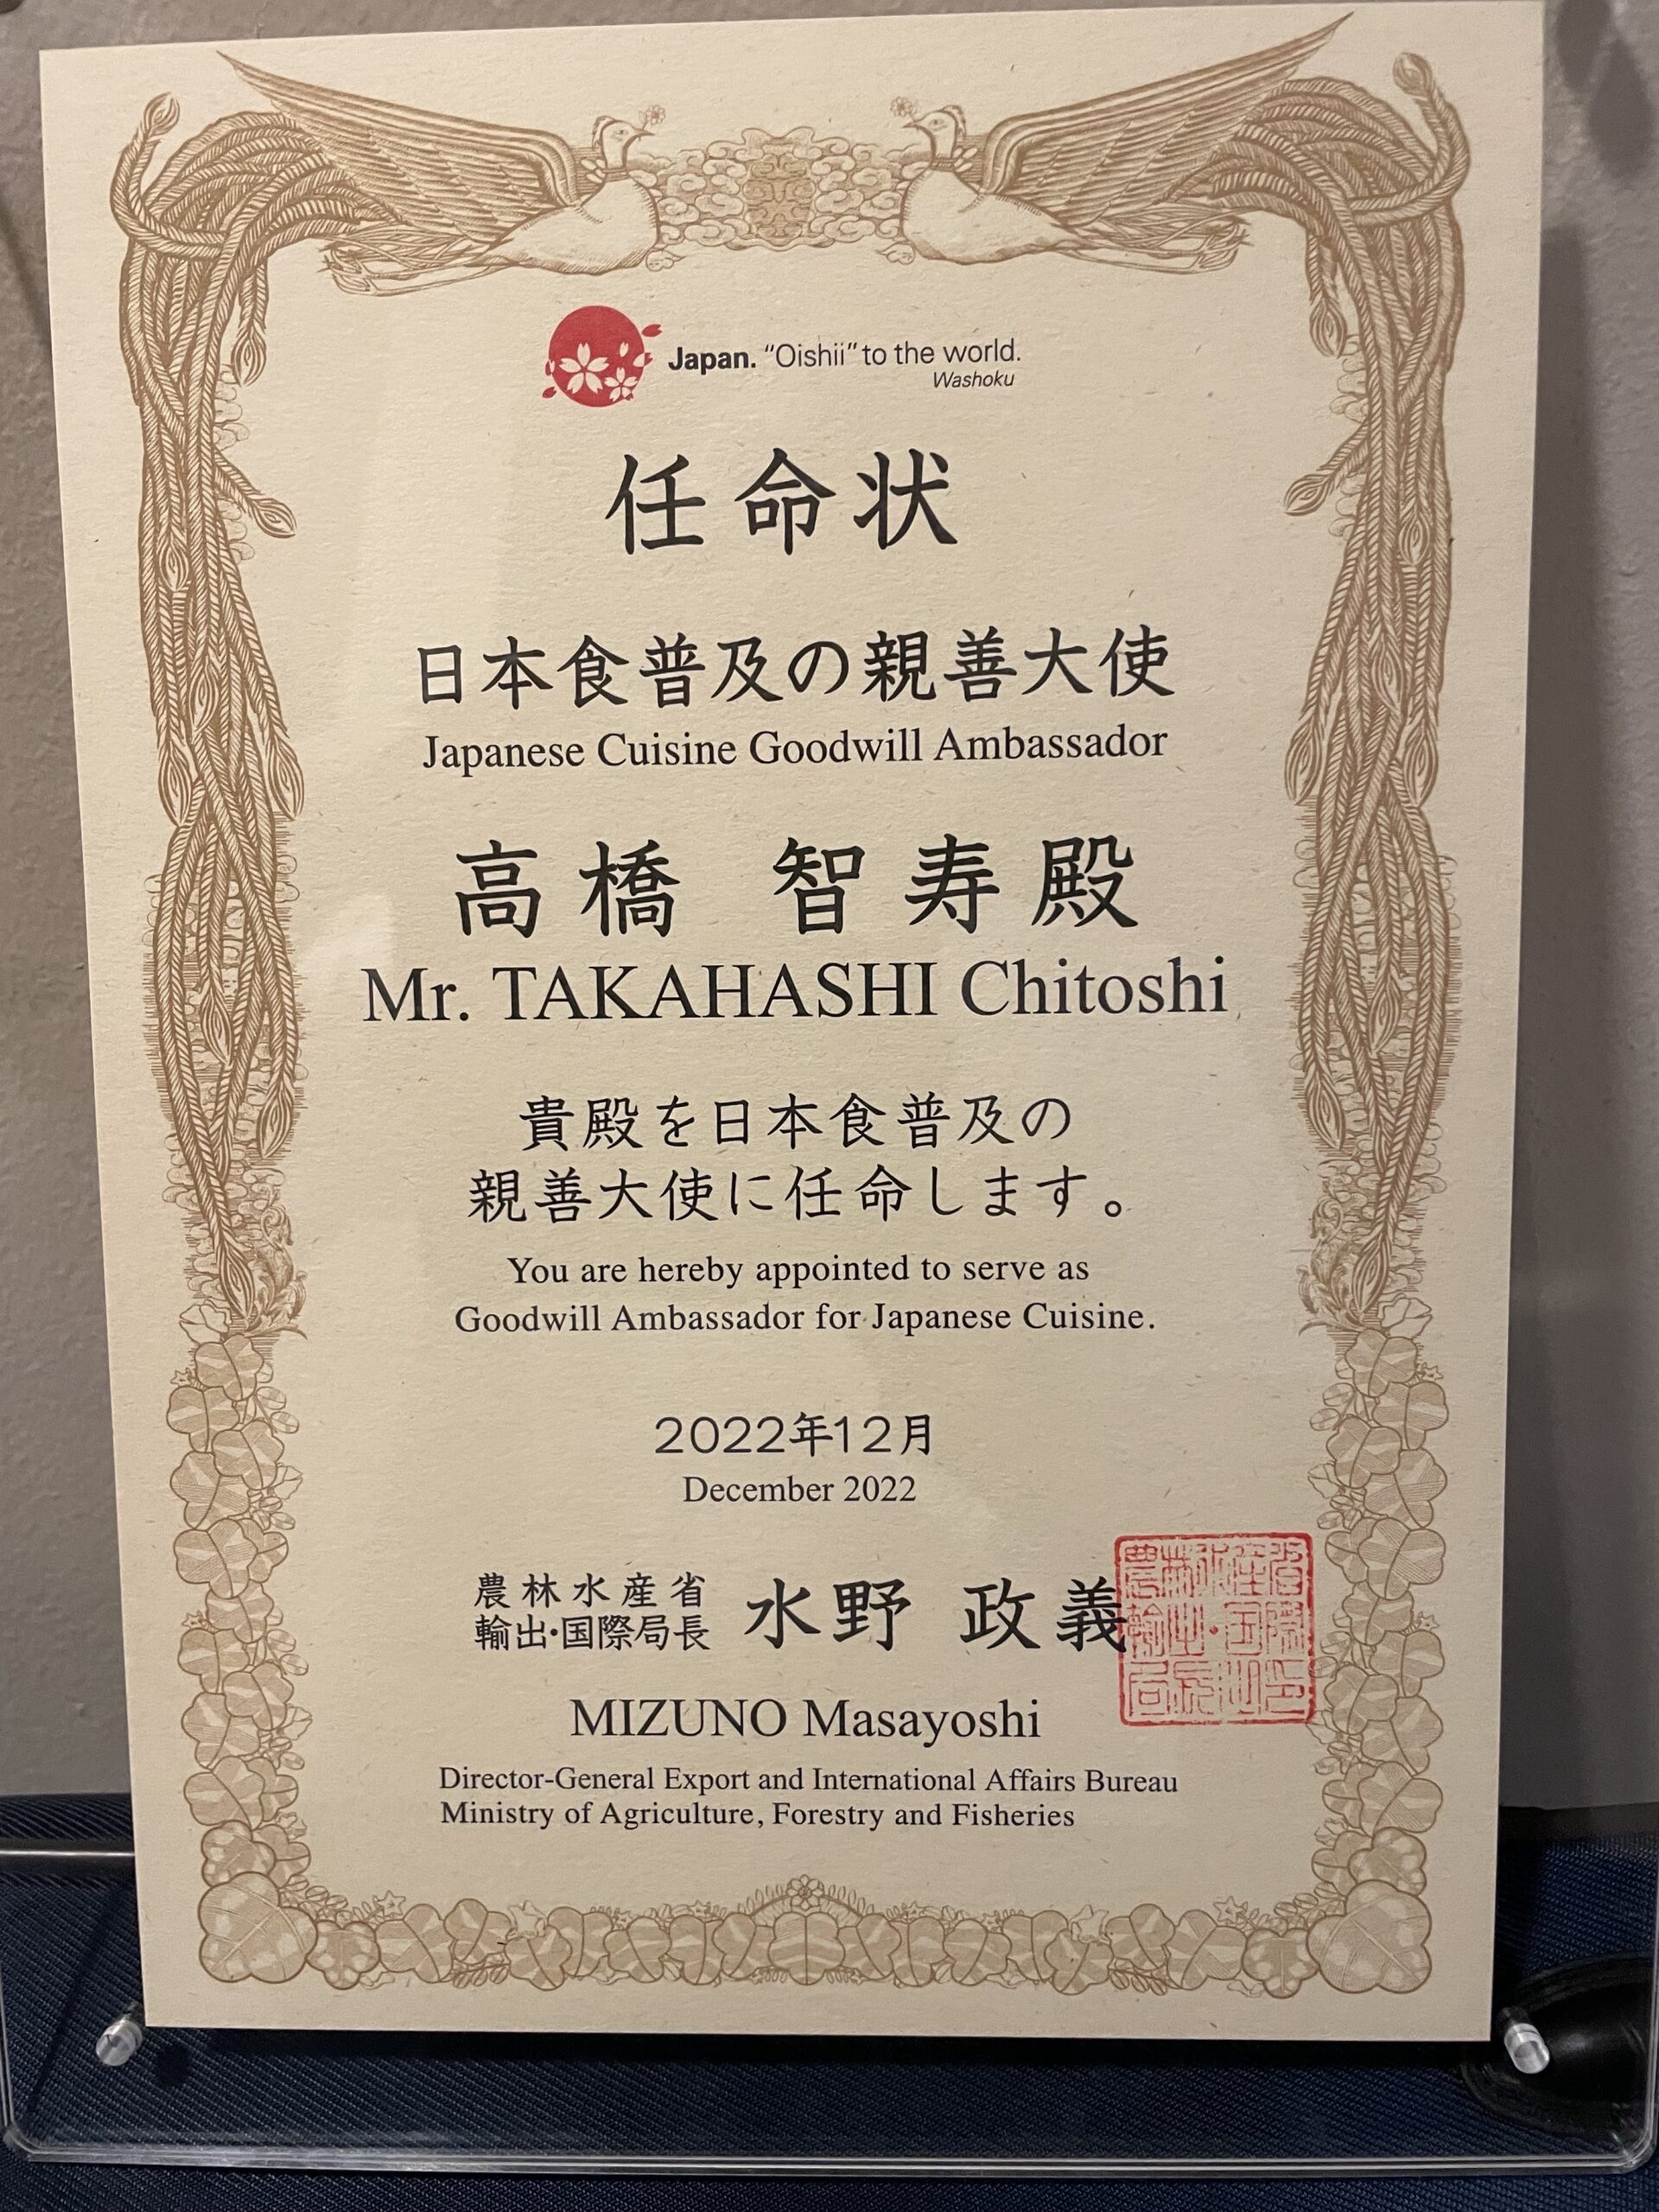 Japan. “Oishii” to the world.
Washoku
任命状
日本食普及の親善大使
Japanese Cuisine Goodwill Ambassador
高橋 智寿殿
Mr. TAKAHASHI Chitoshi
貴殿を日本食普及の
親善大使に任命します。
You are hereby appointed to serve as
Goodwill Ambassador for Japanese Cuisine.
2022年12月
December 2022
農林水産省
輸出・国際局長 水野 政義
MIZUNO Masayoshi
Director-General Export and International Affairs Bureau
Ministry of Agriculture, Forestry and Fisheries